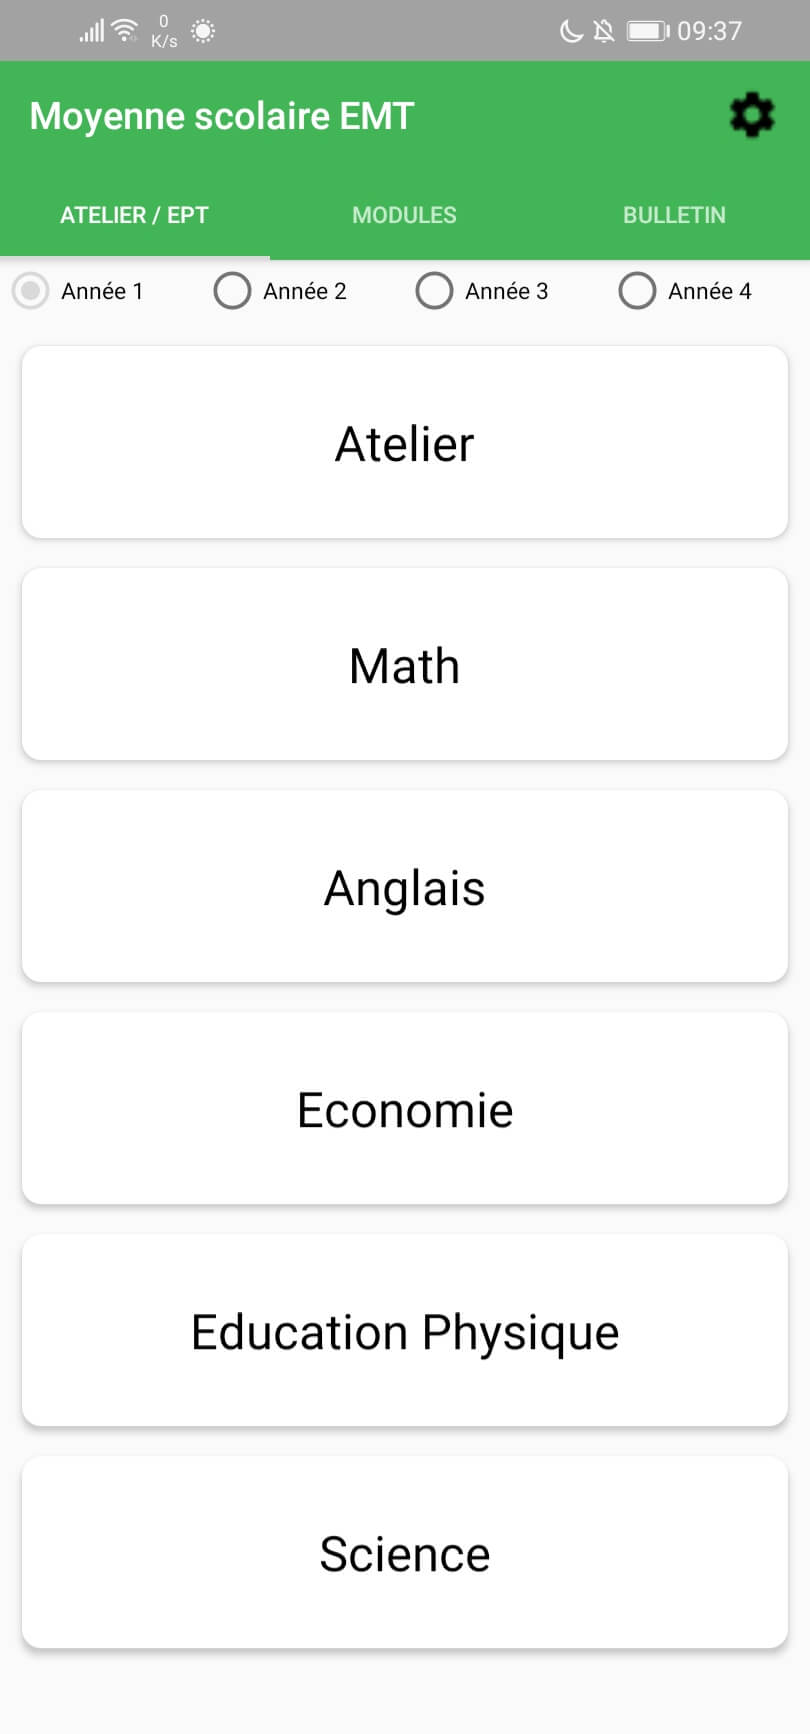 0
K/s
09:37
Moyenne scolaire EMT
ATELIER / EPT
MODULES
BULLETIN
Année 1
Année 2
Année 3
Année 4
Atelier
Math
Anglais
Economie
Education Physique
Science